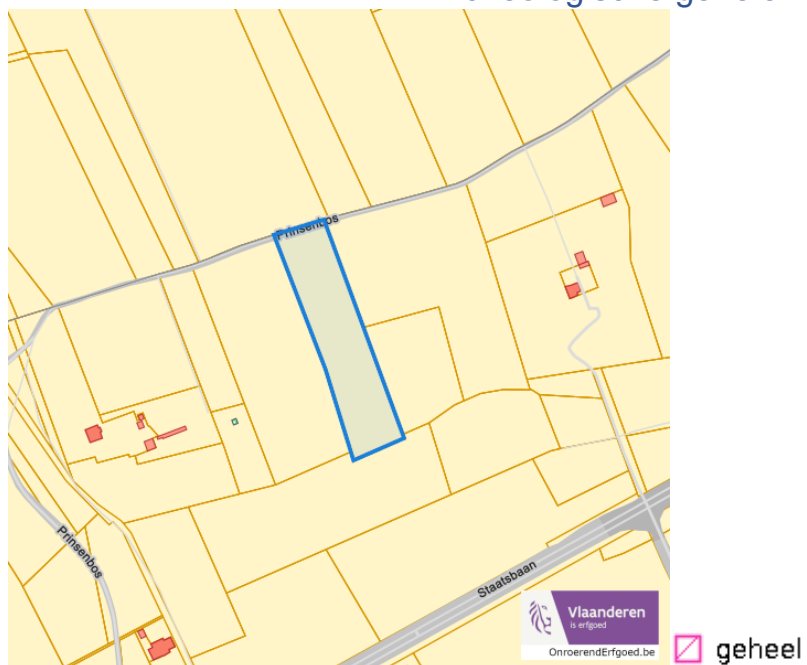 Prinsenbos
Prinsenbos
Staatsbaan
Vlaanderen
is erfgoed
OnroerendErfgoed.be
geheel